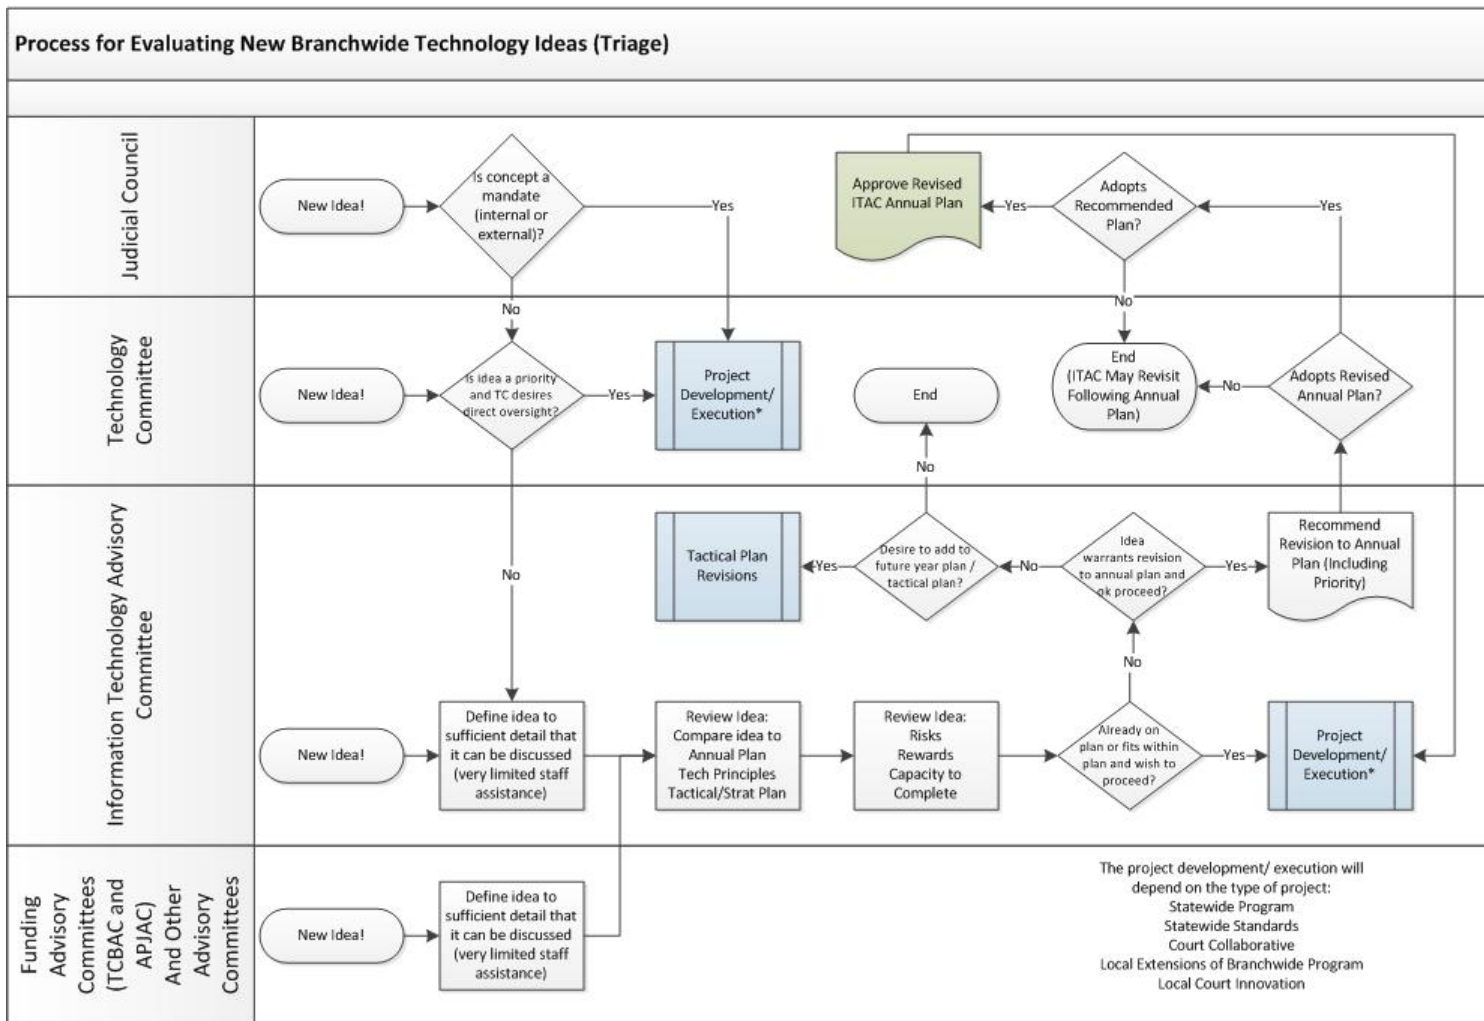 Process for Evaluating New Branchwide Technology Ideas (Triage)
Judicial Council
New Idea!
Is concept a
mandate
(internal or
external)?
Yes
No
Approve Revised
ITAC Annual Plan
Yes
Adopts
Recommended
Plan?
Yes
No
Technology
Committee
New Idea!
Is idea a priority
and TC desires
direct oversight?
Yes
Project
Development/
Execution*
End
No
End
(ITAC May Revisit
Following Annual
Plan)
No
Adopts Revised
Annual Plan?
Information Technology Advisory
Committee
No
Tactical Plan
Revisions
Yes
Desire to add to
future year plan /
tactical plan?
No
Idea
warrants revision
to annual plan and
ok proceed?
Yes
Recommend
Revision to Annual
Plan (Including
Priority)
No
New Idea!
Define idea to
sufficient detail that
it can be discussed
(very limited staff
assistance)
Review Idea:
Compare idea to
Annual Plan
Tech Principles
Tactical/Strat Plan
Review Idea:
Risks
Rewards
Capacity to
Complete
Already on
plan or fits within
plan and wish to
proceed?
Yes
Project
Development/
Execution*
Funding
Advisory
Committees
(TCBAC and
APJAC)
And Other
Advisory
Committees
New Idea!
Define idea to
sufficient detail that
it can be discussed
(very limited staff
assistance)
The project development/ execution will
depend on the type of project:
Statewide Program
Statewide Standards
Court Collaborative
Local Extensions of Branchwide Program
Local Court Innovation